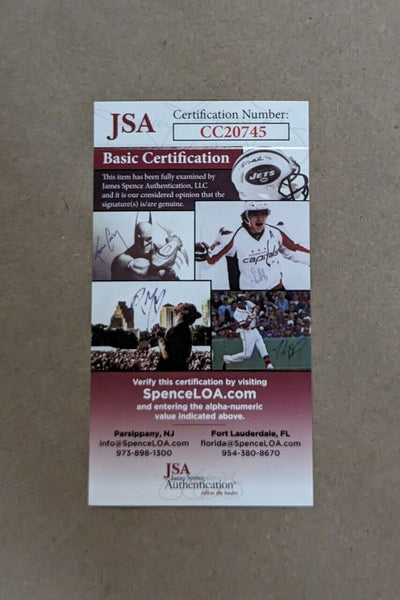 JSA
Certification Number:
CC20745
Basic Certification
This item has been fully examined by
James Spence Authentication, LLC
and it is our considered opinion that the
signature(s) is/are genuine.
JETS
capitals
Verify this certification by visiting
SpenceLOA.com
and entering the alpha-numeric
value indicated above.
Parsippany, NJ
info@SpenceLOA.com
973-898-1300
Fort Lauderdale, FL
florida@SpenceLOA.com
954-380-8670
JSA
James Spence
Authentication
follow the leader